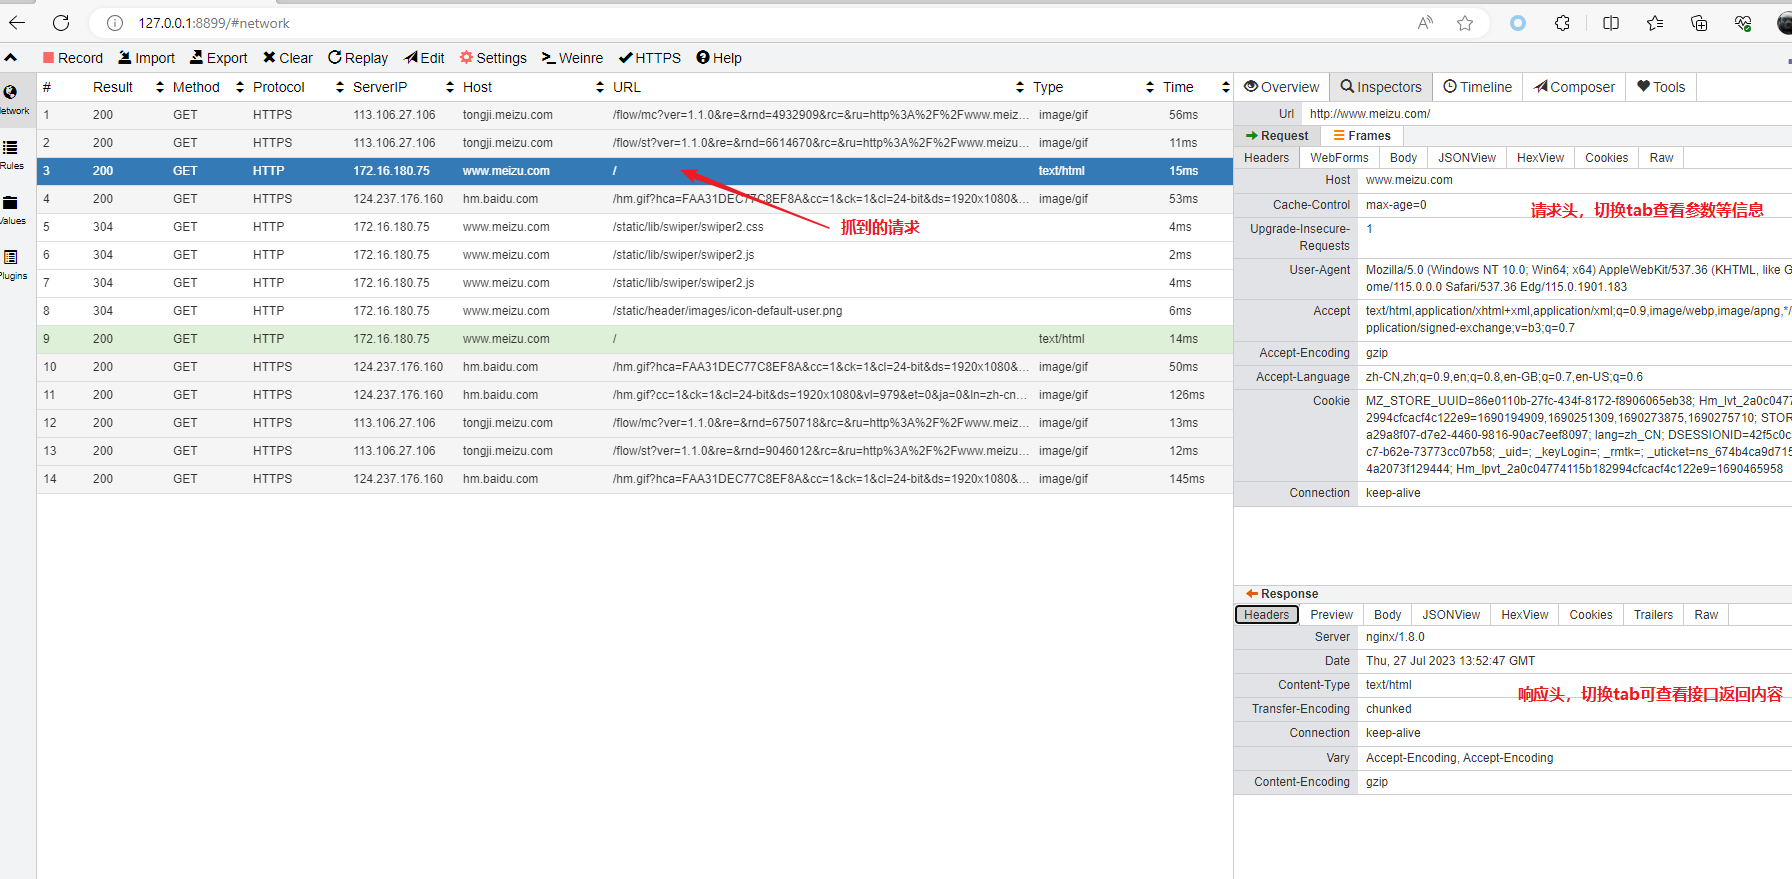 127.0.0.1:8899/#network
Record Import Export Clear Replay Edit Settings Weinre HTTPS Help
Rules
Plugins
# Result Method Protocol ServerIP Host URL Type Time
1 200 GET HTTPS 113.106.27.106 tongji.meizu.com /flow/mc?ver=1.1.0&re=&rnd=4932909&rc=&ru=http%3A%2F%2Fwww.meiz... image/gif 56ms
2 200 GET HTTPS 113.106.27.106 tongji.meizu.com /flow/st?ver=1.1.0&re=&rnd=6614670&rc=&ru=http%3A%2F%2Fwww.meizu... image/gif 11ms
3 200 GET HTTP 172.16.180.75 www.meizu.com / text/html 15ms
4 200 GET HTTPS 124.237.176.160 hm.baidu.com /hm.gif?hca=FAA31DEC77C8EF8A&cc=1&ck=1&cl=24-bit&ds=1920x1080&... image/gif 53ms
抓到的请求
5 304 GET HTTP 172.16.180.75 www.meizu.com /static/lib/swiper/swiper2.css 4ms
6 304 GET HTTP 172.16.180.75 www.meizu.com /static/lib/swiper/swiper2.js 2ms
7 304 GET HTTP 172.16.180.75 www.meizu.com /static/lib/swiper/swiper2.js 4ms
8 304 GET HTTP 172.16.180.75 www.meizu.com /static/header/images/icon-default-user.png 6ms
9 200 GET HTTP 172.16.180.75 www.meizu.com / text/html 14ms
10 200 GET HTTPS 124.237.176.160 hm.baidu.com /hm.gif?hca=FAA31DEC77C8EF8A&cc=1&ck=1&cl=24-bit&ds=1920x1080&... image/gif 50ms
11 200 GET HTTPS 124.237.176.160 hm.baidu.com /hm.gif?cc=1&ck=1&cl=24-bit&ds=1920x1080&vl=979&et=0&ja=0&ln=zh-cn... image/gif 126ms
12 200 GET HTTPS 113.106.27.106 tongji.meizu.com /flow/mc?ver=1.1.0&re=&rnd=6750718&rc=&ru=http%3A%2F%2Fwww.meiz... image/gif 13ms
13 200 GET HTTPS 113.106.27.106 tongji.meizu.com /flow/st?ver=1.1.0&re=&rnd=9046012&rc=&ru=http%3A%2F%2Fwww.meizu... image/gif 12ms
14 200 GET HTTPS 124.237.176.160 hm.baidu.com /hm.gif?hca=FAA31DEC77C8EF8A&cc=1&ck=1&cl=24-bit&ds=1920x1080&... image/gif 145ms
Overview Inspectors Timeline Composer Tools
Url http://www.meizu.com/
Request Frames
Headers WebForms Body JSONView HexView Cookies Raw
Host www.meizu.com
Cache-Control max-age=0
请求头，切换tab查看参数等信息
Upgrade-Insecure- 1
Requests
User-Agent Mozilla/5.0 (Windows NT 10.0; Win64; x64) AppleWebKit/537.36 (KHTML, like G
ome/115.0.0.0 Safari/537.36 Edg/115.0.1901.183
Accept text/html,application/xhtml+xml,application/xml;q=0.9,image/webp,image/apng,*/
pplication/signed-exchange;v=b3;q=0.7
Accept-Encoding gzip
Accept-Language zh-CN,zh;q=0.9,en;q=0.8,en-GB;q=0.7,en-US;q=0.6
Cookie MZ_STORE_UUID=86e0110b-27fc-434f-8172-f8906065eb38; Hm_lvt_2a0c0477
2994cfcacf4c122e9=1690194909,1690251309,1690273875,1690275710; STOR
a29a8f07-d7e2-4460-9816-90ac7eef8097; lang=zh_CN; DSESSIONID=42f5c0c
c7-b62e-73773cc07b58; _uid=; _keyLogin=; _rmtk=; _uticket=ns_674b4ca9d715
4a2073f129444; Hm_lpvt_2a0c04774115b182994cfcacf4c122e9=1690465958
Connection keep-alive
Response
Headers Preview Body JSONView HexView Cookies Trailers Raw
Server nginx/1.8.0
Date Thu, 27 Jul 2023 13:52:47 GMT
Content-Type text/html
响应头，切换tab可查看接口返回内容
Transfer-Encoding chunked
Connection keep-alive
Vary Accept-Encoding, Accept-Encoding
Content-Encoding gzip